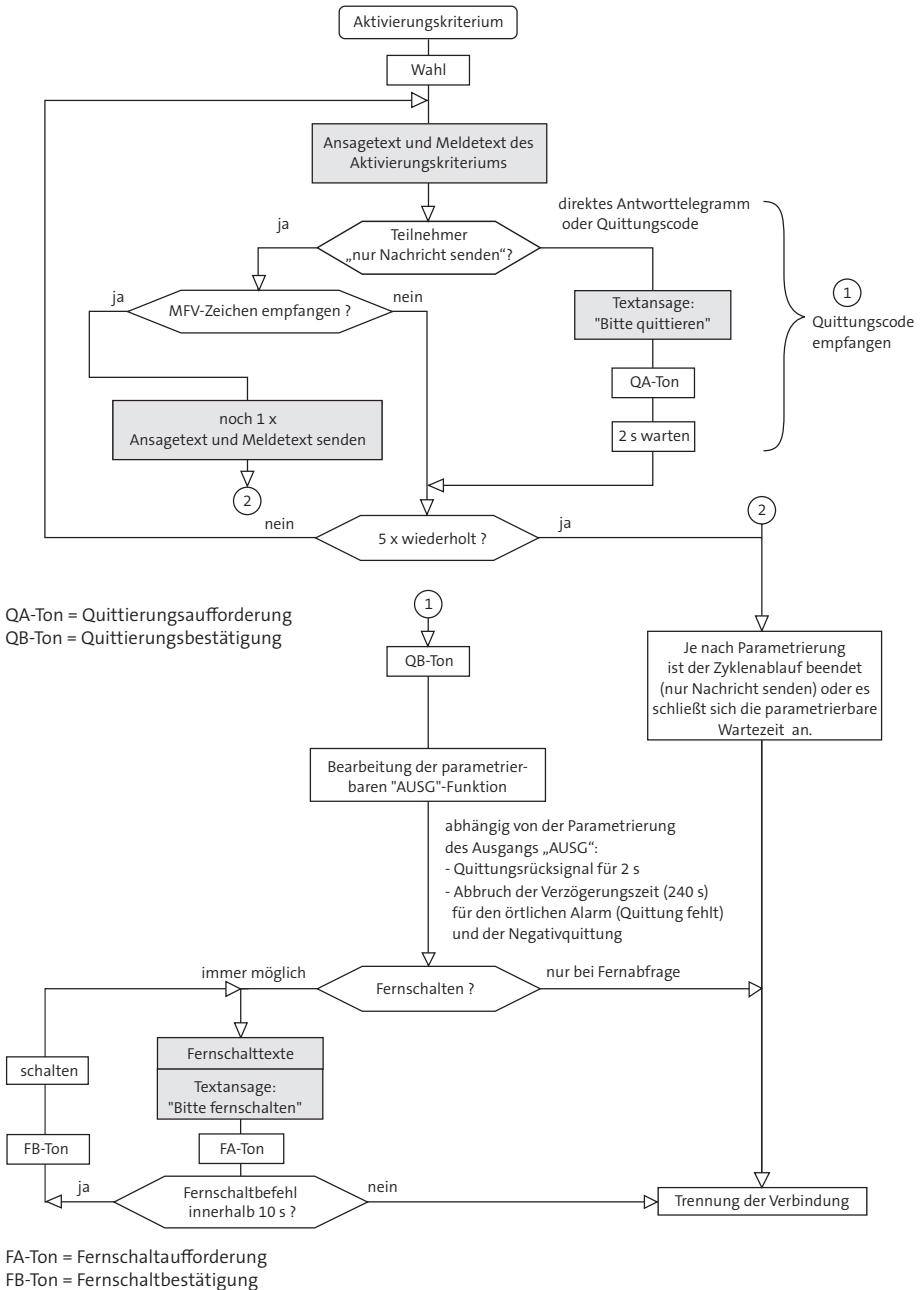 Aktivierungskriterium
Wahl
Ansagetext und Meldetext des
Aktivierungskriteriums
direktes Antworttelegramm
oder Quittungscode
ja
Teilnehmer
„nur Nachricht senden“?
1
Quittungscode
empfangen
ja
MFV-Zeichen empfangen ?
nein
Textansage:
"Bitte quittieren"
QA-Ton
noch 1 x
Ansagetext und Meldetext senden
2 s warten
2
2
nein
5 x wiederholt ?
ja
QA-Ton = Quittierungsaufforderung
QB-Ton = Quittierungsbestätigung
1
QB-Ton
Je nach Parametrierung
ist der Zyklenablauf beendet
(nur Nachricht senden) oder es
schließt sich die parametrierbare
Wartezeit an.
Bearbeitung der parametrier-
baren "AUSG"-Funktion
abhängig von der Parametrierung
des Ausgangs „AUSG“:
- Quittungsrücksignal für 2 s
- Abbruch der Verzögerungszeit (240 s)
für den örtlichen Alarm (Quittung fehlt)
und der Negativquittung
immer möglich
Fernschalten ?
nur bei Fernabfrage
schalten
Fernschalttexte
Textansage:
"Bitte fernschalten"
FB-Ton
FA-Ton
ja
Fernschaltbefehl
innerhalb 10 s ?
nein
Trennung der Verbindung
FA-Ton = Fernschaltaufforderung
FB-Ton = Fernschaltbestätigung